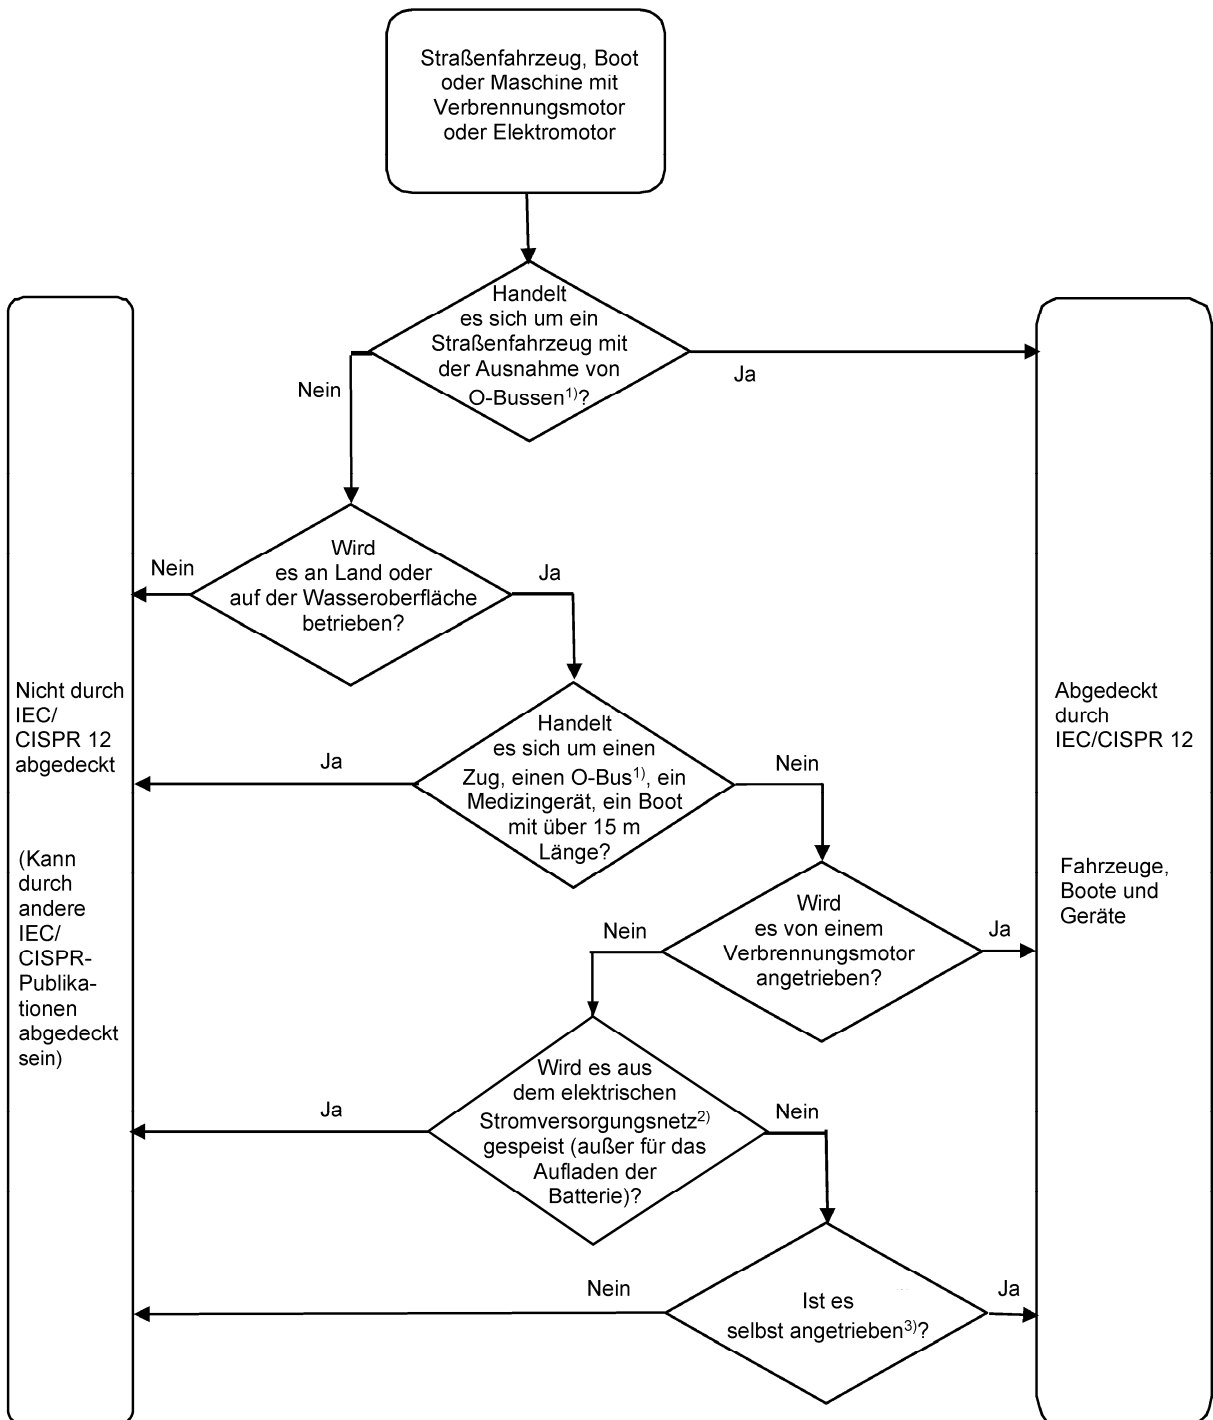 Straßenfahrzeug, Boot
oder Maschine mit
Verbrennungsmotor
oder Elektromotor
Handelt
es sich um ein
Straßenfahrzeug mit
der Ausnahme von
O-Bussen1)?
Nein
Ja
Wird
es an Land oder
auf der Wasseroberfläche
betrieben?
Nein
Ja
Handelt
es sich um einen
Zug, einen O-Bus1), ein
Medizingerät, ein Boot
mit über 15 m
Länge?
Ja
Nein
Wird
es von einem
Verbrennungsmotor
angetrieben?
Nein
Ja
Wird es aus
dem elektrischen
Stromversorgungsnetz2)
gespeist (außer für das
Aufladen der
Batterie)?
Ja
Nein
Ist es
selbst angetrieben3)?
Nein
Ja
Nicht durch
IEC/
CISPR 12
abgedeckt
(Kann
durch
andere
IEC/
CISPR-
Publika-
tionen
abgedeckt
sein)
Abgedeckt
durch
IEC/CISPR 12
Fahrzeuge,
Boote und
Geräte